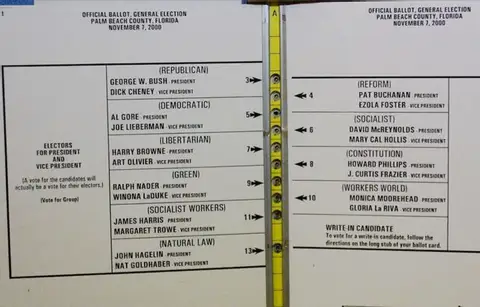 1
OFFICIAL BALLOT, GENERAL ELECTION
PALM BEACH COUNTY, FLORIDA
NOVEMBER 7, 2000
ELECTORS
FOR PRESIDENT
AND
VICE PRESIDENT
(A vote for the candidates will
actually be a vote for their electors.)
(Vote for Group)
(REPUBLICAN)
GEORGE W. BUSH PRESIDENT
DICK CHENEY VICE PRESIDENT
3
(DEMOCRATIC)
AL GORE PRESIDENT
JOE LIEBERMAN VICE PRESIDENT
5
(LIBERTARIAN)
HARRY BROWNE PRESIDENT
ART OLIVIER VICE PRESIDENT
7
(GREEN)
RALPH NADER PRESIDENT
WINONA LaDUKE VICE PRESIDENT
9
(SOCIALIST WORKERS)
JAMES HARRIS PRESIDENT
MARGARET TROWE VICE PRESIDENT
11
(NATURAL LAW)
JOHN HAGELIN PRESIDENT
NAT GOLDHABER VICE PRESIDENT
13
A
OFFICIAL BALLOT, GENERAL ELECTION
PALM BEACH COUNTY, FLORIDA
NOVEMBER 7, 2000
(REFORM)
4 PAT BUCHANAN PRESIDENT
EZOLA FOSTER VICE PRESIDENT
(SOCIALIST)
6 DAVID McREYNOLDS PRESIDENT
MARY CAL HOLLIS VICE PRESIDENT
(CONSTITUTION)
8 HOWARD PHILLIPS PRESIDENT
J. CURTIS FRAZIER VICE PRESIDENT
(WORKERS WORLD)
10 MONICA MOOREHEAD PRESIDENT
GLORIA La RIVA VICE PRESIDENT
WRITE-IN CANDIDATE
To vote for a write-in candidate, follow the
directions on the long stub of your ballot card.